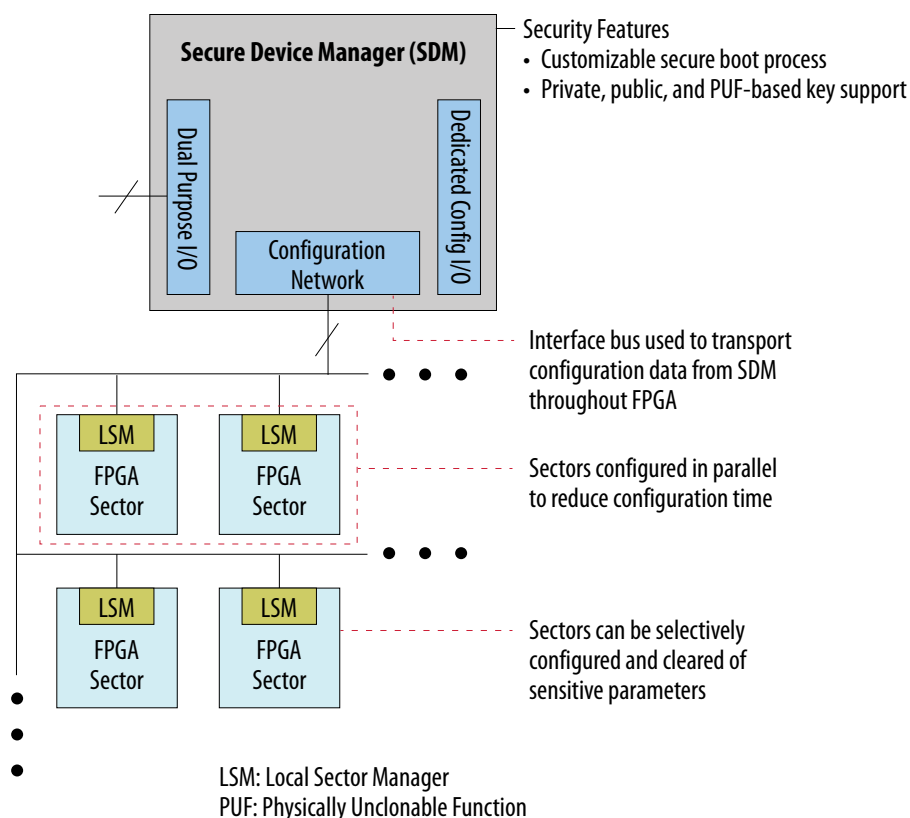 Secure Device Manager (SDM)
Security Features
• Customizable secure boot process
• Private, public, and PUF-based key support
Dual Purpose I/O
Dedicated Config I/O
Configuration
Network
Interface bus used to transport
configuration data from SDM
throughout FPGA
LSM
FPGA
Sector
LSM
FPGA
Sector
Sectors configured in parallel
to reduce configuration time
LSM
FPGA
Sector
LSM
FPGA
Sector
Sectors can be selectively
configured and cleared of
sensitive parameters
LSM: Local Sector Manager
PUF: Physically Unclonable Function